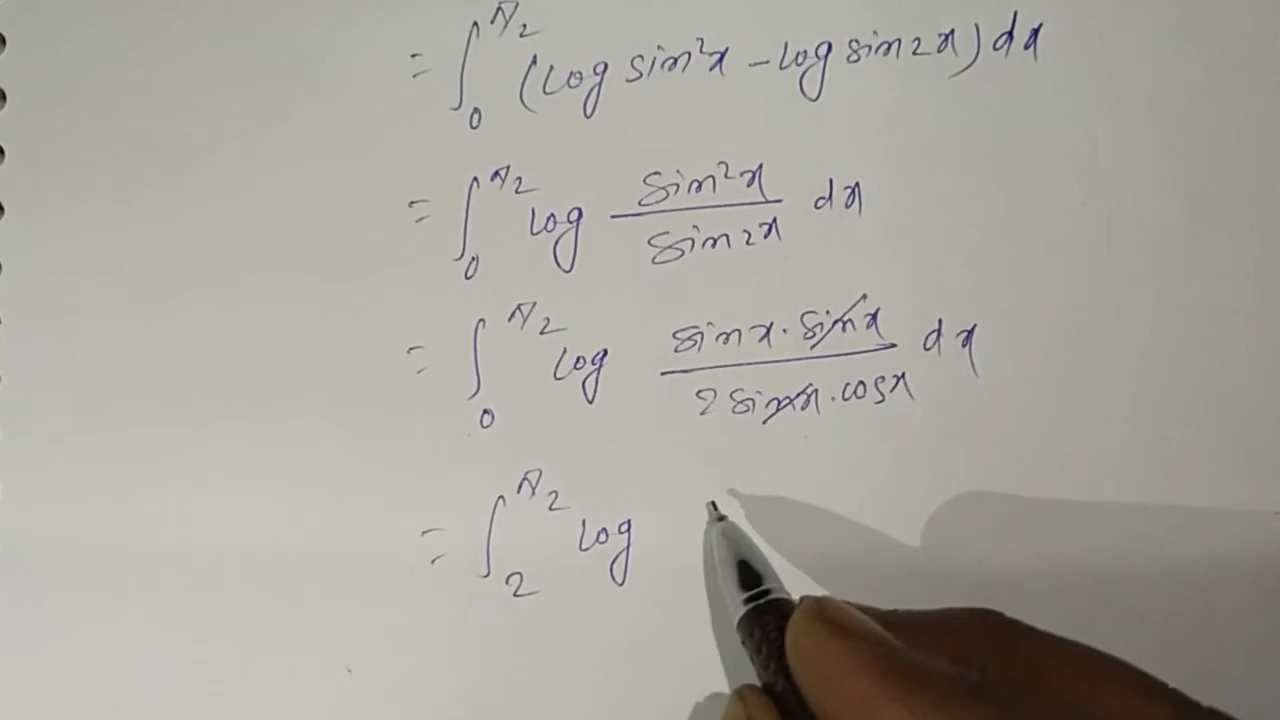 = ∫₀^π/2 (log sin²x – log sin2x) dx
= ∫₀^π/2 log sin²x / sin2x dx
= ∫₀^π/2 log sinx · sinx / 2 sinx · cosx dx
= ∫₂^π/2 log